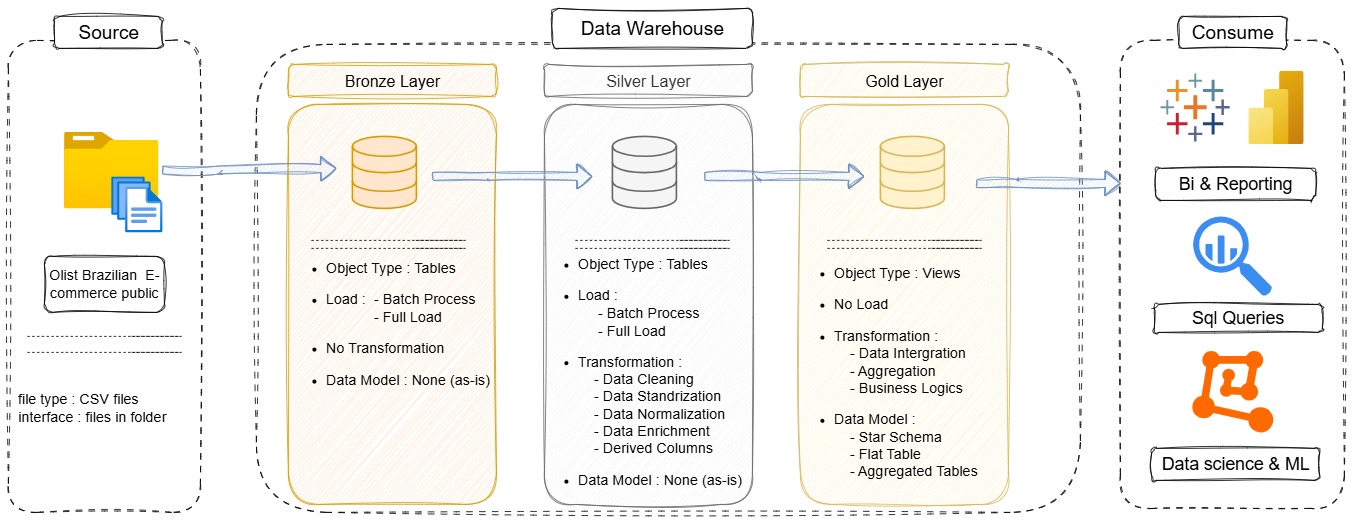 Source
Olist Brazilian E-
commerce public
file type : CSV files
interface : files in folder
Data Warehouse
Bronze Layer
• Object Type : Tables
• Load : - Batch Process
- Full Load
• No Transformation
• Data Model : None (as-is)
Silver Layer
• Object Type : Tables
• Load :
- Batch Process
- Full Load
• Transformation :
- Data Cleaning
- Data Standrization
- Data Normalization
- Data Enrichment
- Derived Columns
• Data Model : None (as-is)
Gold Layer
• Object Type : Views
• No Load
• Transformation :
- Data Intergration
- Aggregation
- Business Logics
• Data Model :
- Star Schema
- Flat Table
- Aggregated Tables
Consume
Bi & Reporting
Sql Queries
Data science & ML